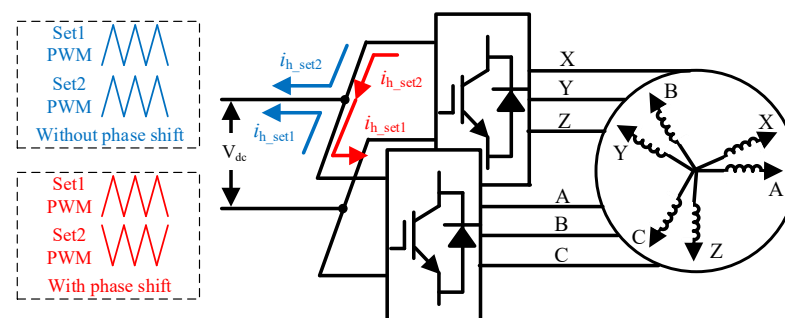 Set1
PWM
Set2
PWM
Without phase shift
Set1
PWM
Set2
PWM
With phase shift
i_h_set2
i_h_set1
i_h_set2
i_h_set1
V_dc
X
Y
Z
A
B
C
B
X
Y
A
C
Z